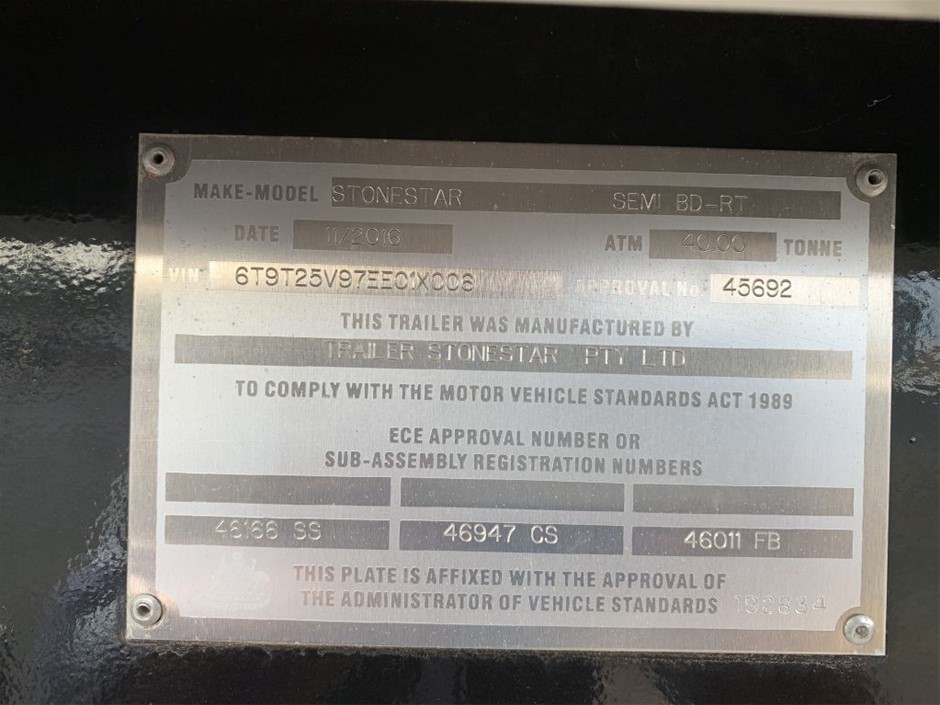 MAKE-MODEL STONESTAR SEMI BD-RT
DATE 11/2016 ATM 40.00 TONNE
VIN 6T9T25V97EE01X006 APPROVAL No 45692
THIS TRAILER WAS MANUFACTURED BY
TRAILER STONESTAR PTY LTD
TO COMPLY WITH THE MOTOR VEHICLE STANDARDS ACT 1989
ECE APPROVAL NUMBER OR
SUB-ASSEMBLY REGISTRATION NUMBERS
46166 SS 46947 CS 46011 FB
THIS PLATE IS AFFIXED WITH THE APPROVAL OF
THE ADMINISTRATOR OF VEHICLE STANDARDS 192634